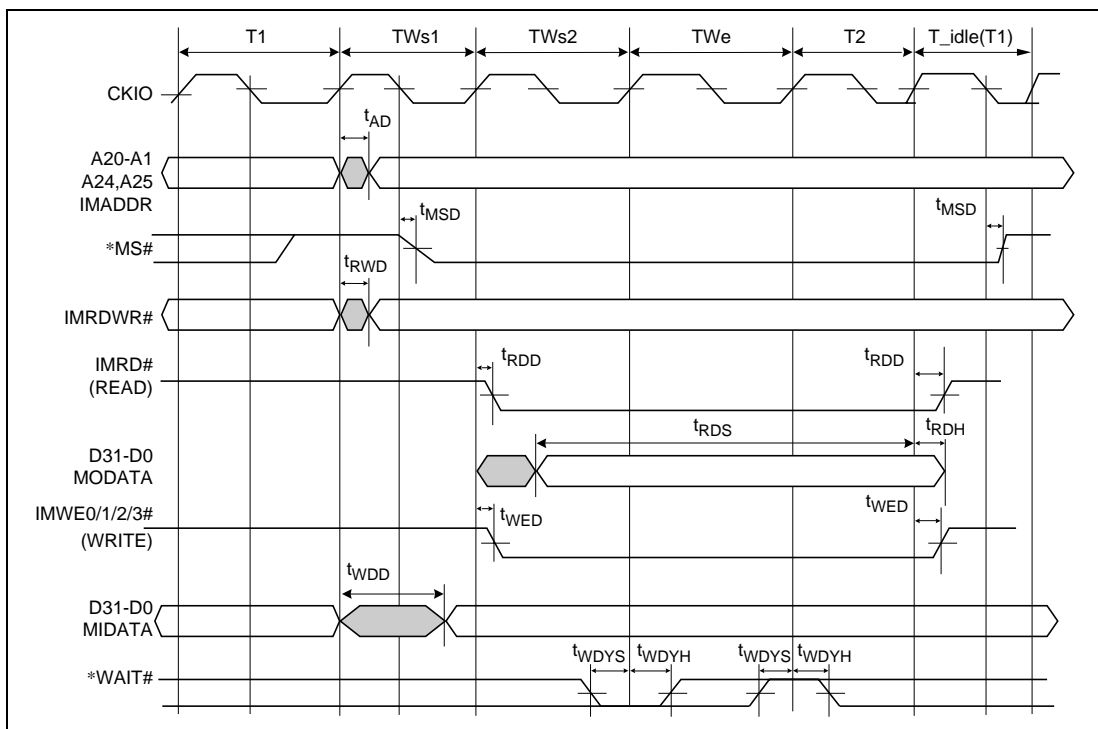 T1 TWs1 TWs2 TWe T2 T_idle(T1)
CKIO
tAD
A20-A1
A24,A25
IMADDR
tMSD tMSD
*MS#
tRWD
IMRDWR#
IMRD#
(READ)
tRDD tRDD
tRDS tRDH
D31-D0
MODATA
IMWE0/1/2/3#
(WRITE)
tWED tWED
tWDD
D31-D0
MIDATA
tWDYS tWDYH tWDYS tWDYH
*WAIT#